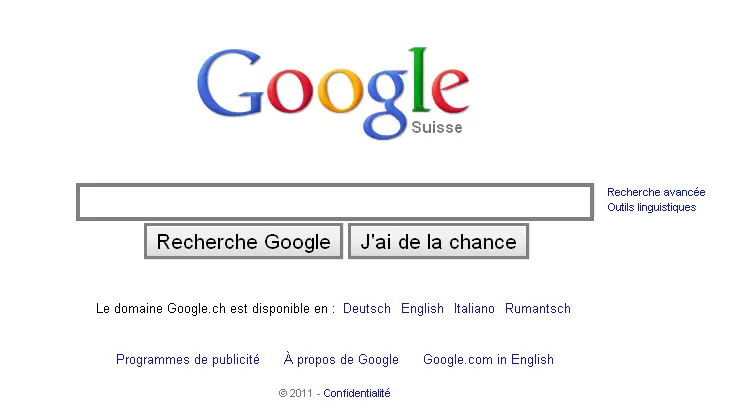 Google
Suisse
Recherche avancée
Outils linguistiques
Recherche Google J'ai de la chance
Le domaine Google.ch est disponible en : Deutsch English Italiano Rumantsch
Programmes de publicité À propos de Google Google.com in English
© 2011 - Confidentialité